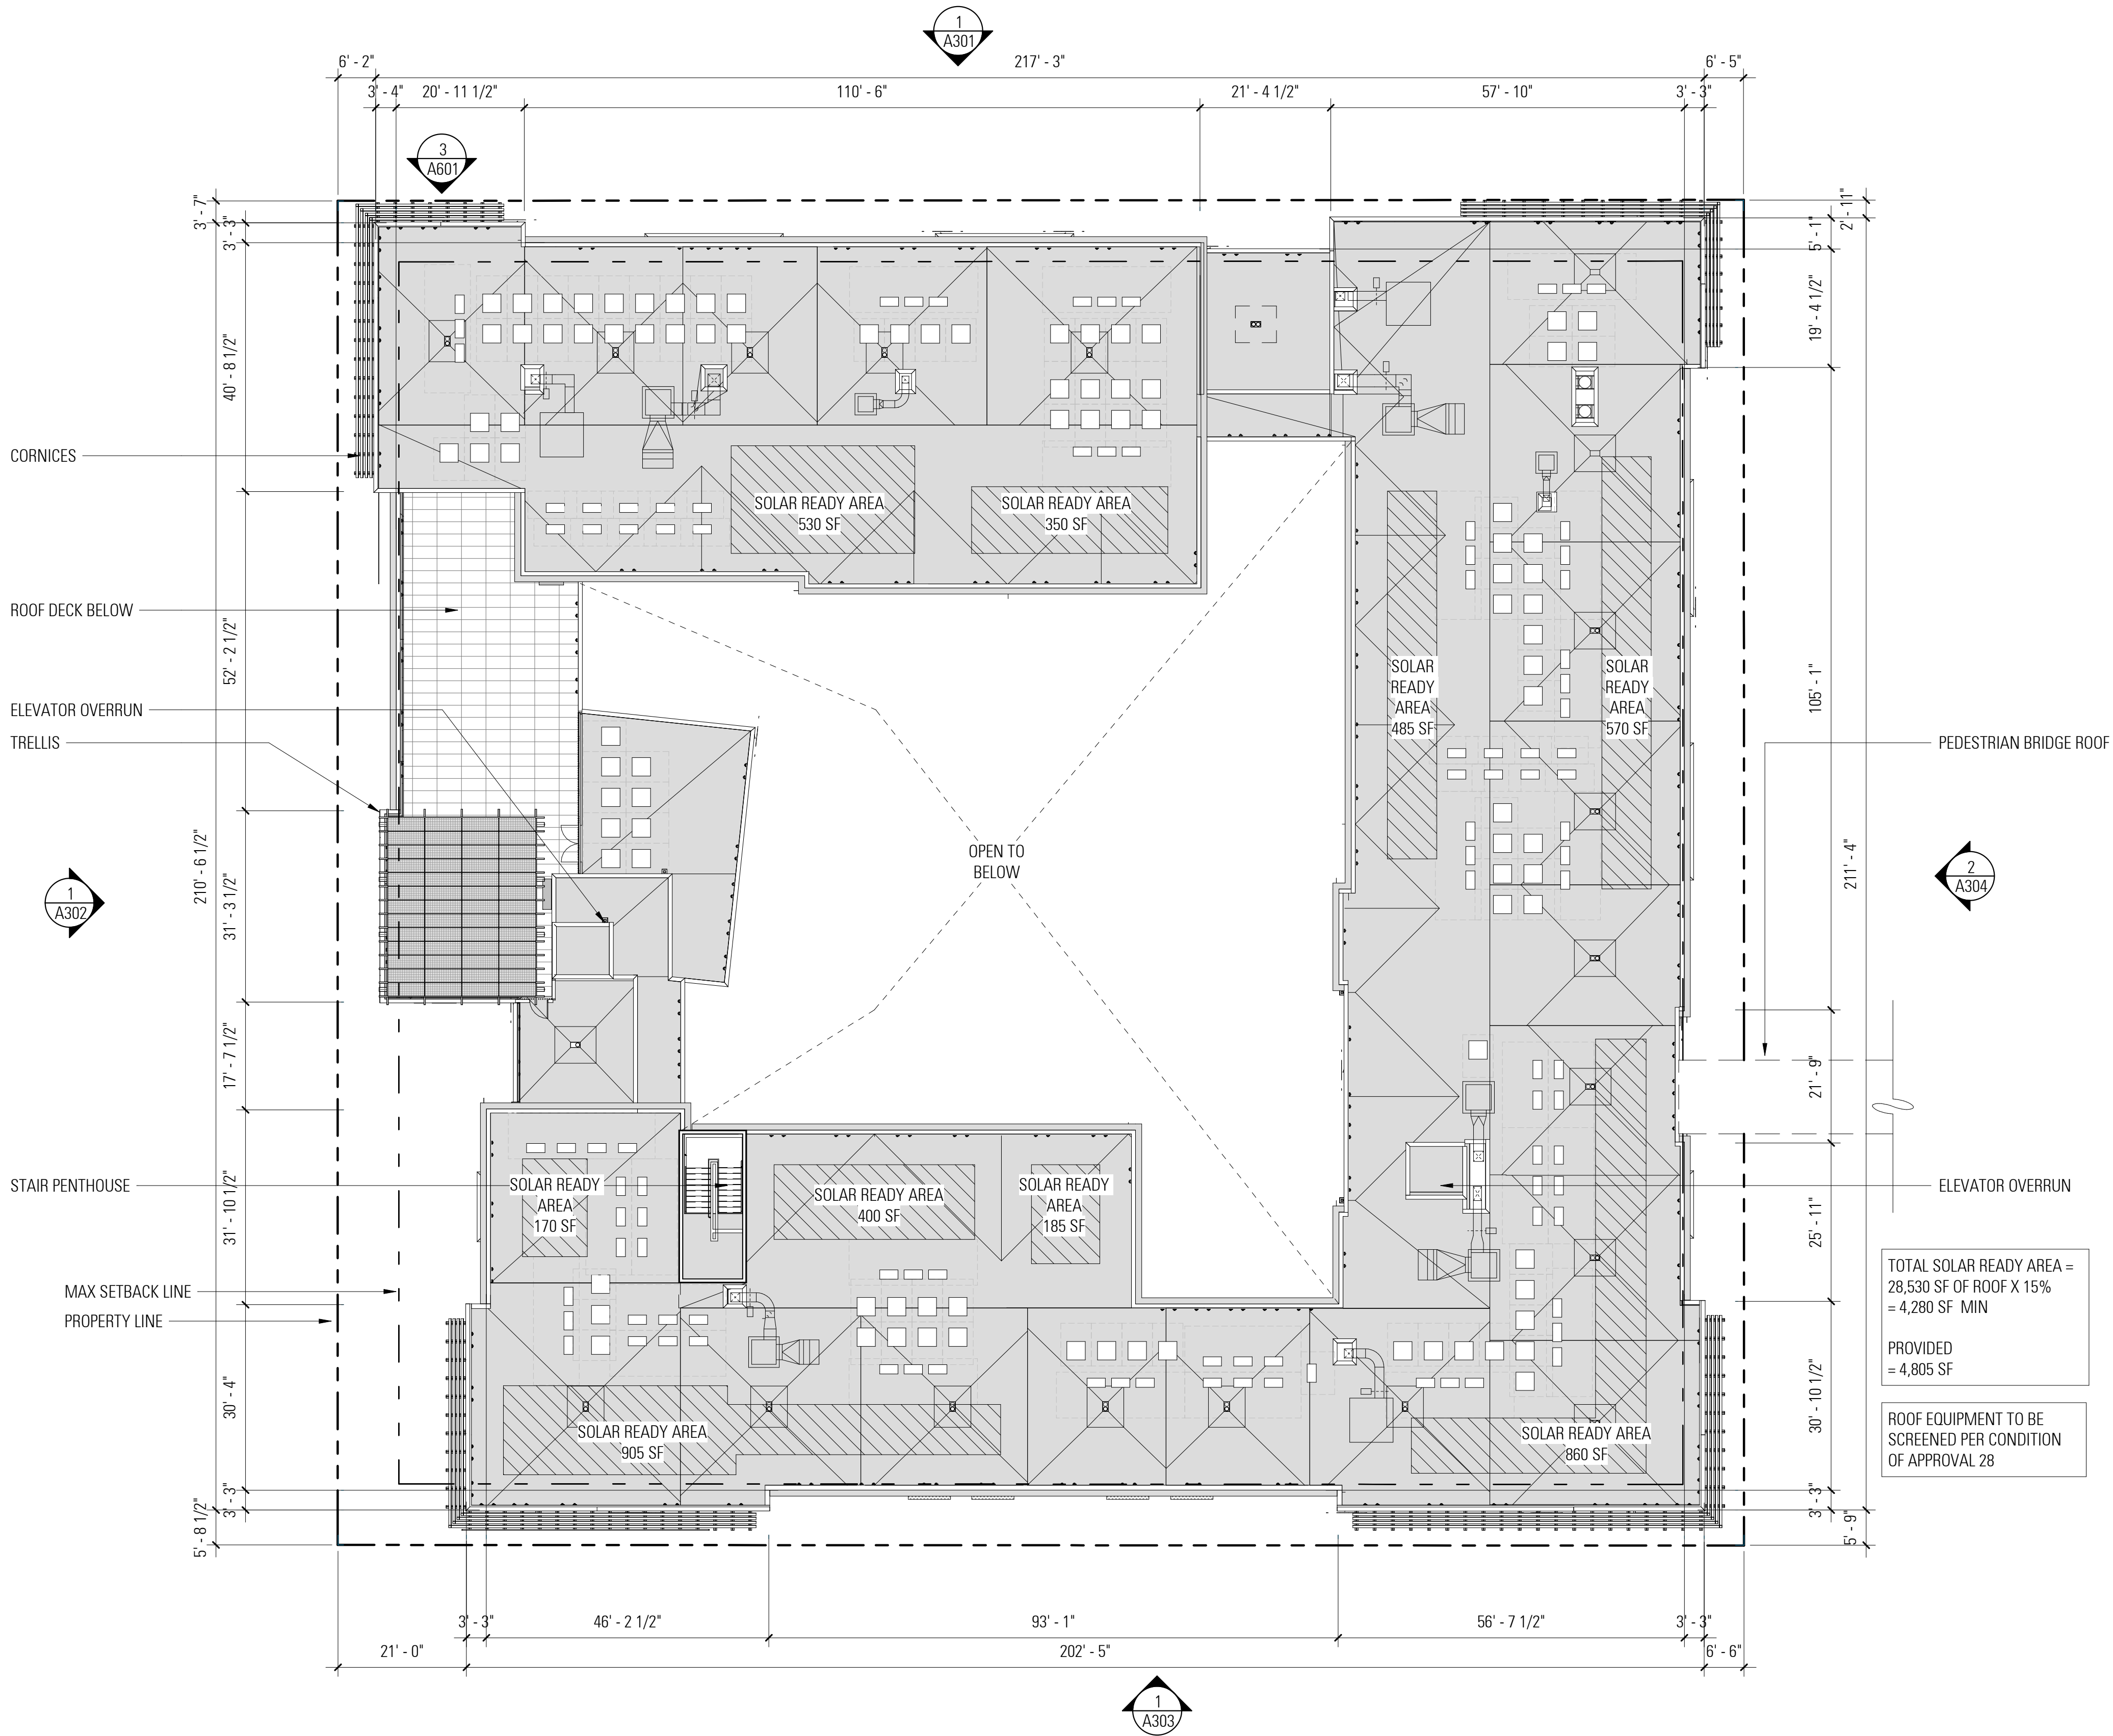 1
A301
6' - 2"
217' - 3"
6' - 5"
3' - 4"
20' - 11 1/2"
110' - 6"
21' - 4 1/2"
57' - 10"
3' - 3"
3
A601
3' - 7"
3' - 3"
40' - 8 1/2"
52' - 2 1/2"
210' - 6 1/2"
31' - 3 1/2"
17' - 7 1/2"
31' - 10 1/2"
30' - 4"
3' - 3"
5' - 8 1/2"
CORNICES
ROOF DECK BELOW
ELEVATOR OVERRUN
TRELLIS
1
A302
STAIR PENTHOUSE
MAX SETBACK LINE
PROPERTY LINE
SOLAR READY AREA
530 SF
SOLAR READY AREA
350 SF
SOLAR
READY
AREA
485 SF
SOLAR
READY
AREA
570 SF
OPEN TO
BELOW
SOLAR READY
AREA
170 SF
SOLAR READY AREA
400 SF
SOLAR READY
AREA
185 SF
SOLAR READY AREA
905 SF
SOLAR READY AREA
860 SF
2' - 11"
5' - 1"
19' - 4 1/2"
105' - 1"
211' - 4"
21' - 9"
25' - 11"
30' - 10 1/2"
3' - 3"
5' - 9"
PEDESTRIAN BRIDGE ROOF
2
A304
ELEVATOR OVERRUN
TOTAL SOLAR READY AREA =
28,530 SF OF ROOF X 15%
= 4,280 SF MIN
PROVIDED
= 4,805 SF
ROOF EQUIPMENT TO BE
SCREENED PER CONDITION
OF APPROVAL 28
3' - 3"
46' - 2 1/2"
93' - 1"
56' - 7 1/2"
3' - 3"
21' - 0"
202' - 5"
6' - 6"
1
A303